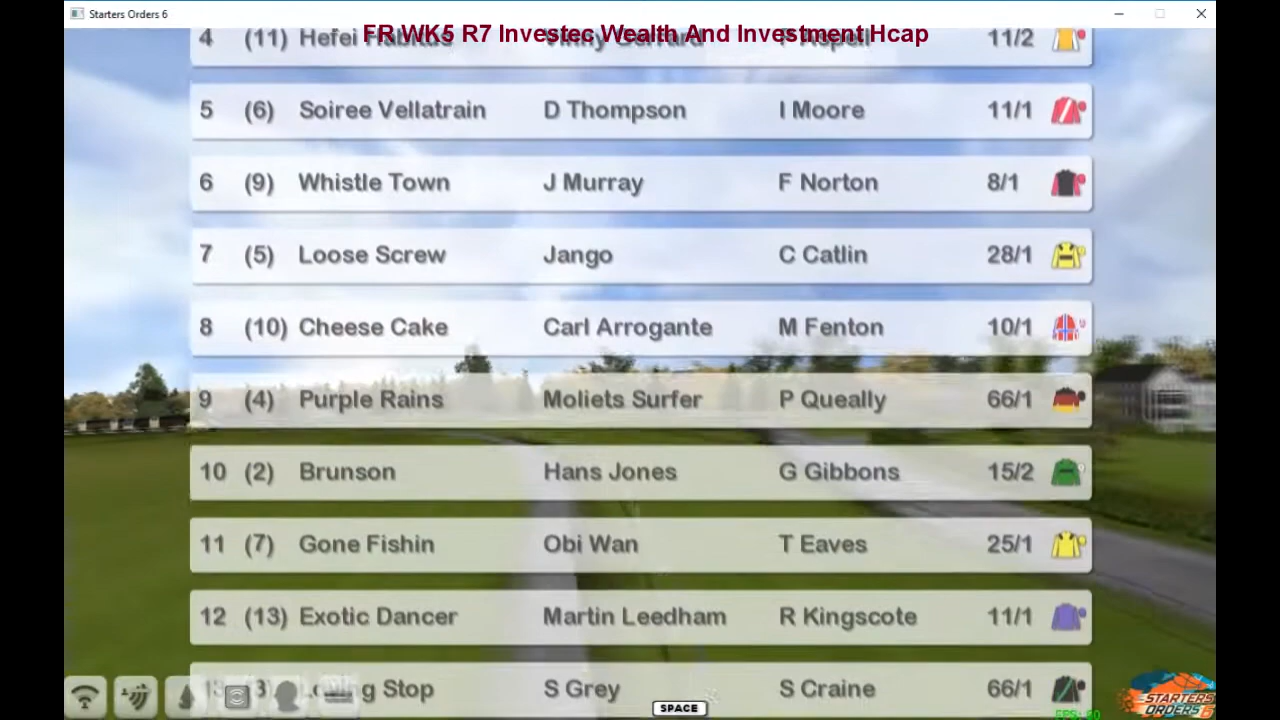 Starters Orders 6
FR WK5 R7 Investec Wealth And Investment Hcap
4 (11) Hefei 11/2
5 (6) Soiree Vellatrain D Thompson I Moore 11/1
6 (9) Whistle Town J Murray F Norton 8/1
7 (5) Loose Screw Jango C Catlin 28/1
8 (10) Cheese Cake Carl Arrogante M Fenton 10/1
9 (4) Purple Rains Moliets Surfer P Queally 66/1
10 (2) Brunson Hans Jones G Gibbons 15/2
11 (7) Gone Fishin Obi Wan T Eaves 25/1
12 (13) Exotic Dancer Martin Leedham R Kingscote 11/1
13 (3) Stop S Grey S Craine 66/1
SPACE
STARTERS
ORDERS 6